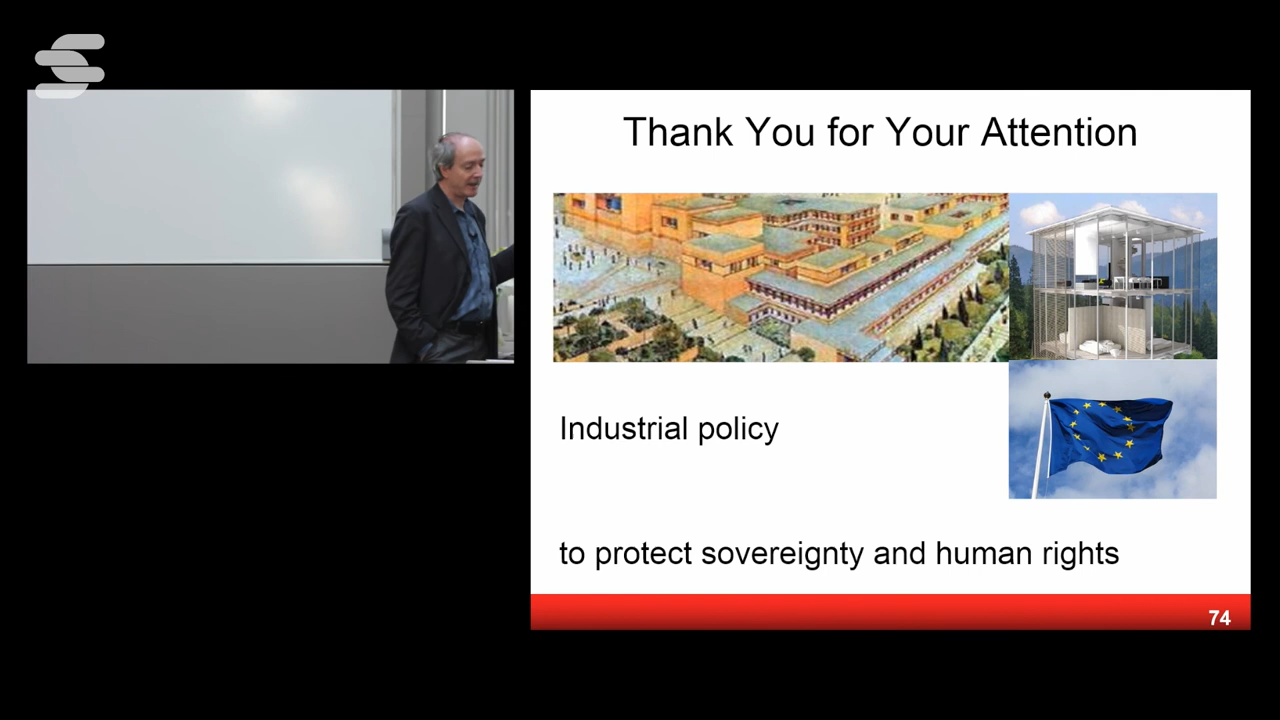 Thank You for Your Attention
Industrial policy
to protect sovereignty and human rights
74